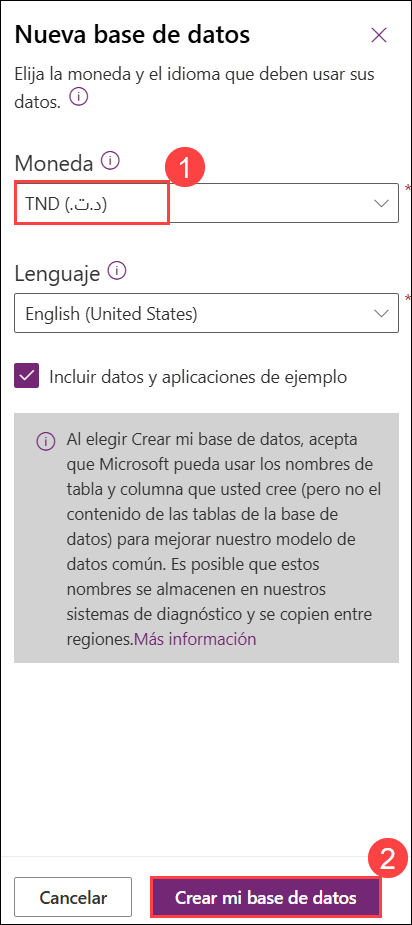 Nueva base de datos
Elija la moneda y el idioma que deben usar sus
datos.
Moneda
1
TND (د.ت.) *
Lenguaje
English (United States) *
Incluir datos y aplicaciones de ejemplo
Al elegir Crear mi base de datos, acepta
que Microsoft pueda usar los nombres de
tabla y columna que usted cree (pero no el
contenido de las tablas de la base de
datos) para mejorar nuestro modelo de
datos común. Es posible que estos
nombres se almacenen en nuestros
sistemas de diagnóstico y se copien entre
regiones.Más información
2
Cancelar Crear mi base de datos